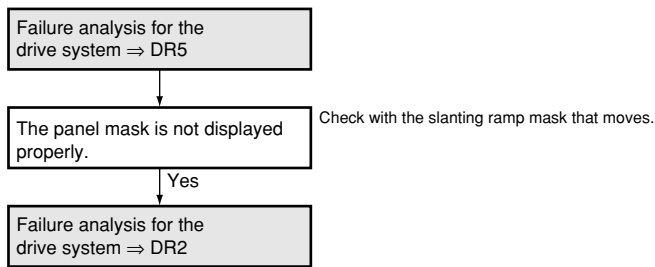 Failure analysis for the
drive system ⇒ DR5
The panel mask is not displayed
properly.
Check with the slanting ramp mask that moves.
Yes
Failure analysis for the
drive system ⇒ DR2